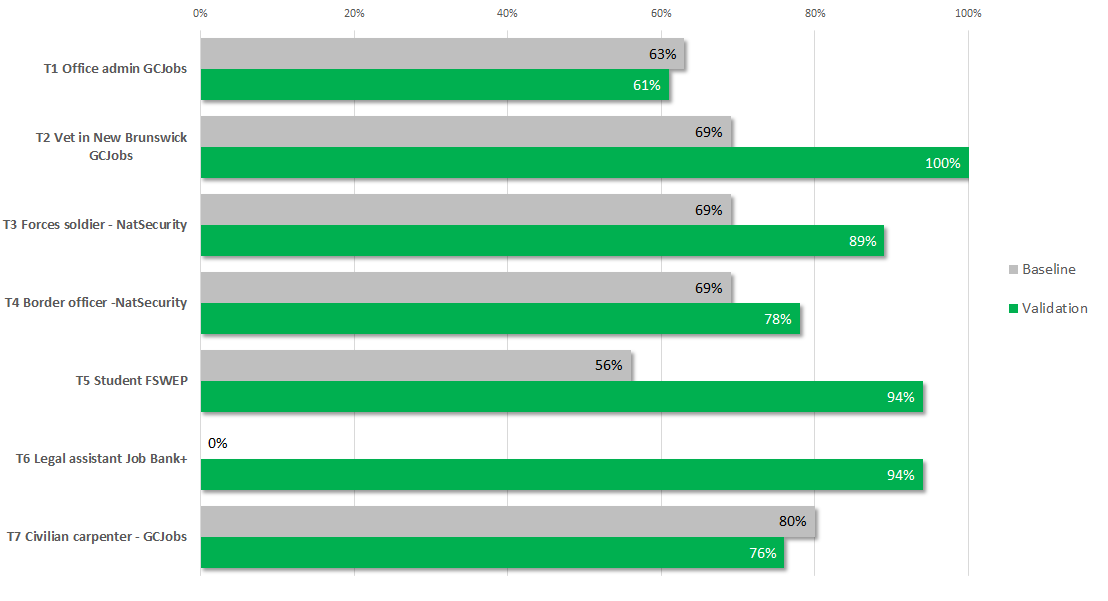 0%
20%
40%
60%
80%
100%
T1 Office admin GCJobs
63%
61%
T2 Vet in New Brunswick
GCJobs
69%
100%
T3 Forces soldier - NatSecurity
69%
89%
T4 Border officer -NatSecurity
69%
78%
T5 Student FSWEP
56%
94%
T6 Legal assistant Job Bank+
0%
94%
T7 Civilian carpenter - GCJobs
80%
76%
Baseline
Validation